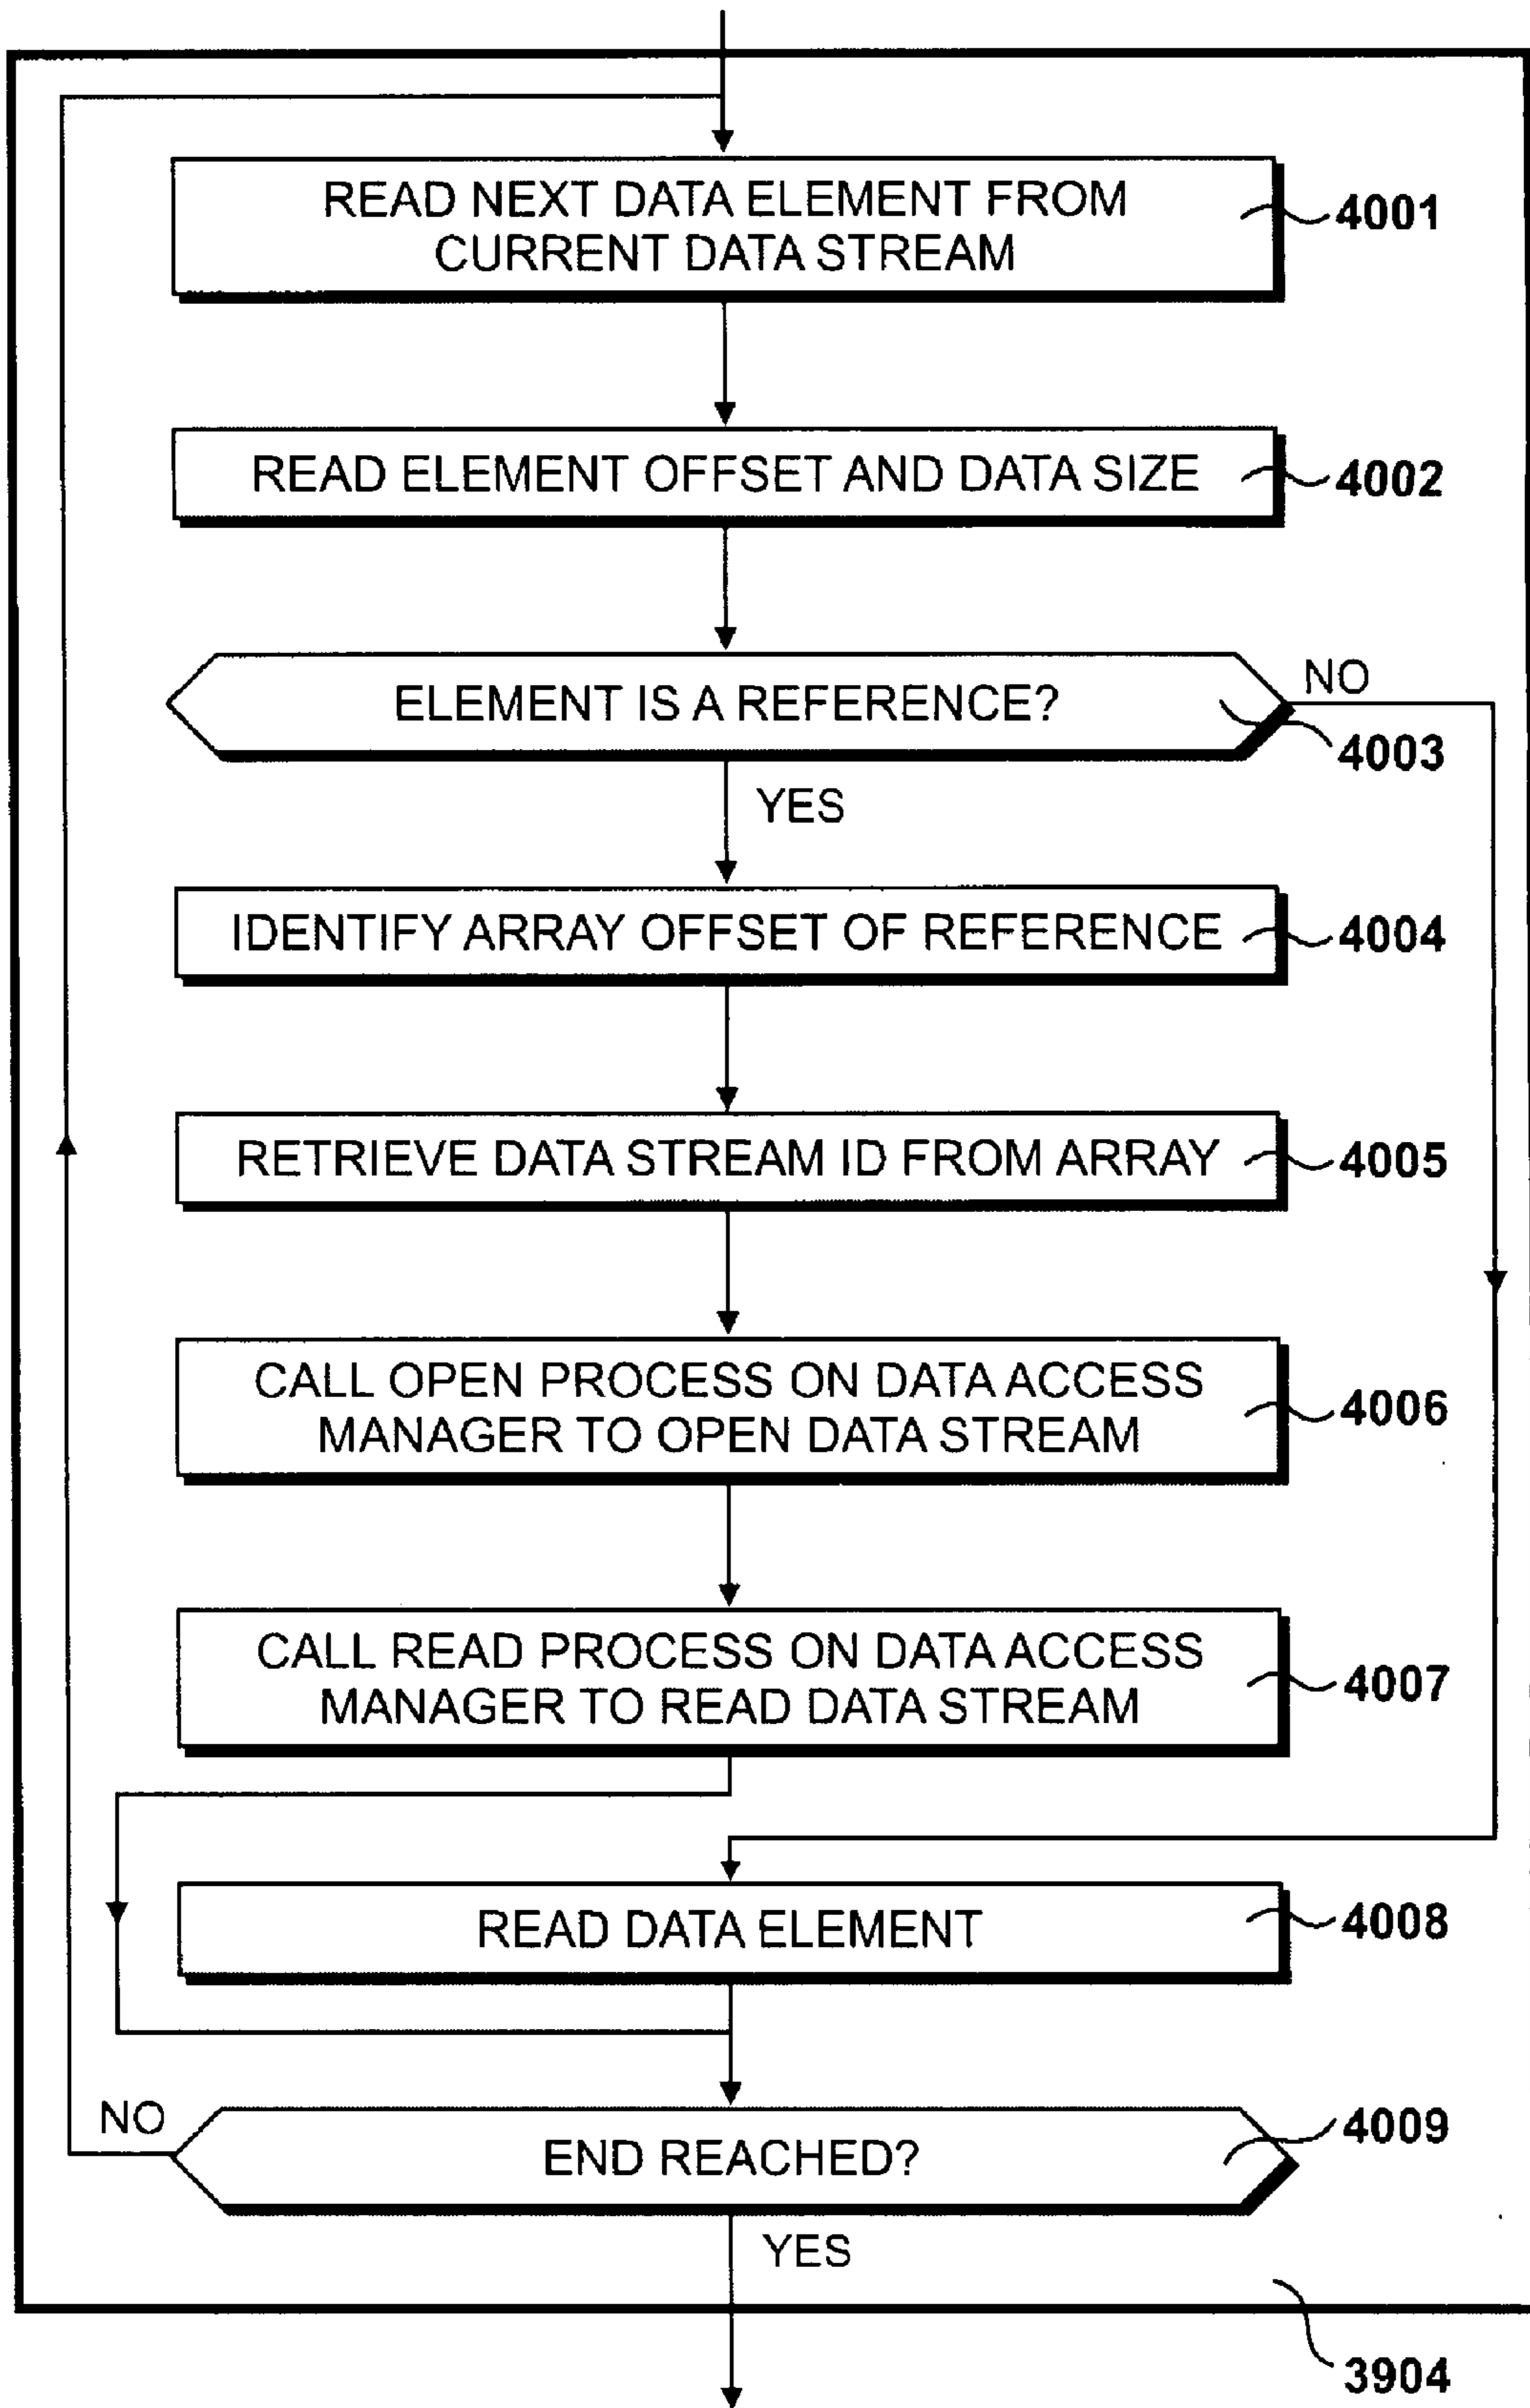 READ NEXT DATA ELEMENT FROM
CURRENT DATA STREAM
4001
READ ELEMENT OFFSET AND DATA SIZE
4002
ELEMENT IS A REFERENCE?
NO
4003
YES
IDENTIFY ARRAY OFFSET OF REFERENCE
4004
RETRIEVE DATA STREAM ID FROM ARRAY
4005
CALL OPEN PROCESS ON DATA ACCESS
MANAGER TO OPEN DATA STREAM
4006
CALL READ PROCESS ON DATA ACCESS
MANAGER TO READ DATA STREAM
4007
READ DATA ELEMENT
4008
NO
END REACHED?
4009
YES
3904